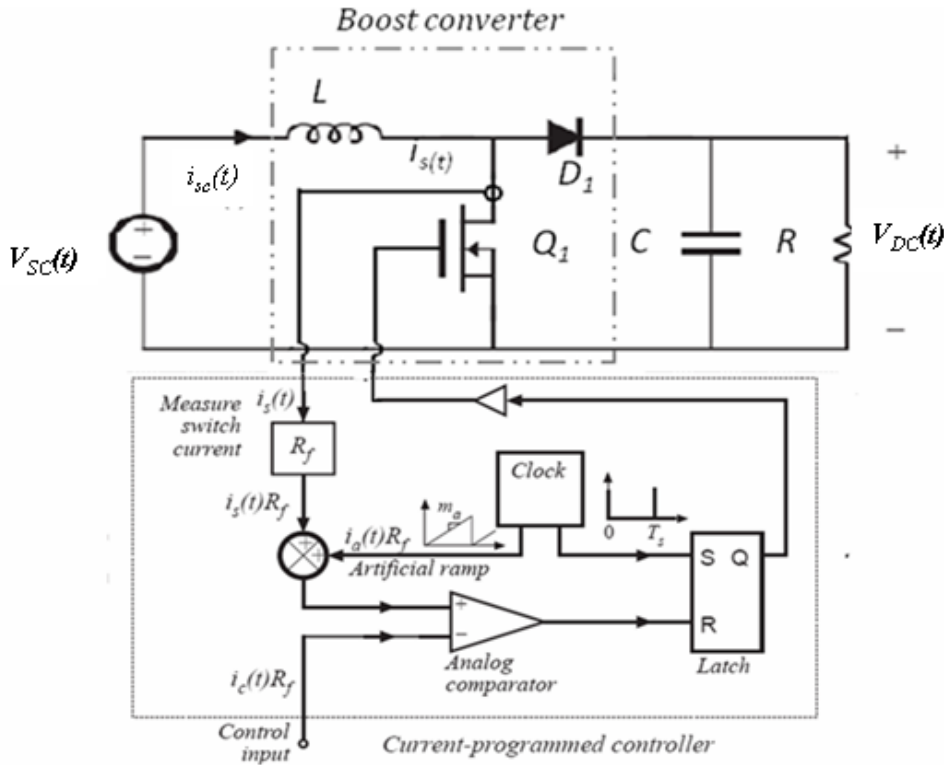 Boost converter
L
i_s(t)
D_1
i_sc(t)
+
−
V_SC(t)
Q_1
C
R
+
V_DC(t)
−
Measure
switch
current
i_s(t)
R_f
i_s(t)R_f
Clock
m_a
0
T_s
+
+
i_a(t)R_f
Artificial ramp
S Q
R
Latch
+
−
Analog
comparator
i_c(t)R_f
Control
input
Current-programmed controller